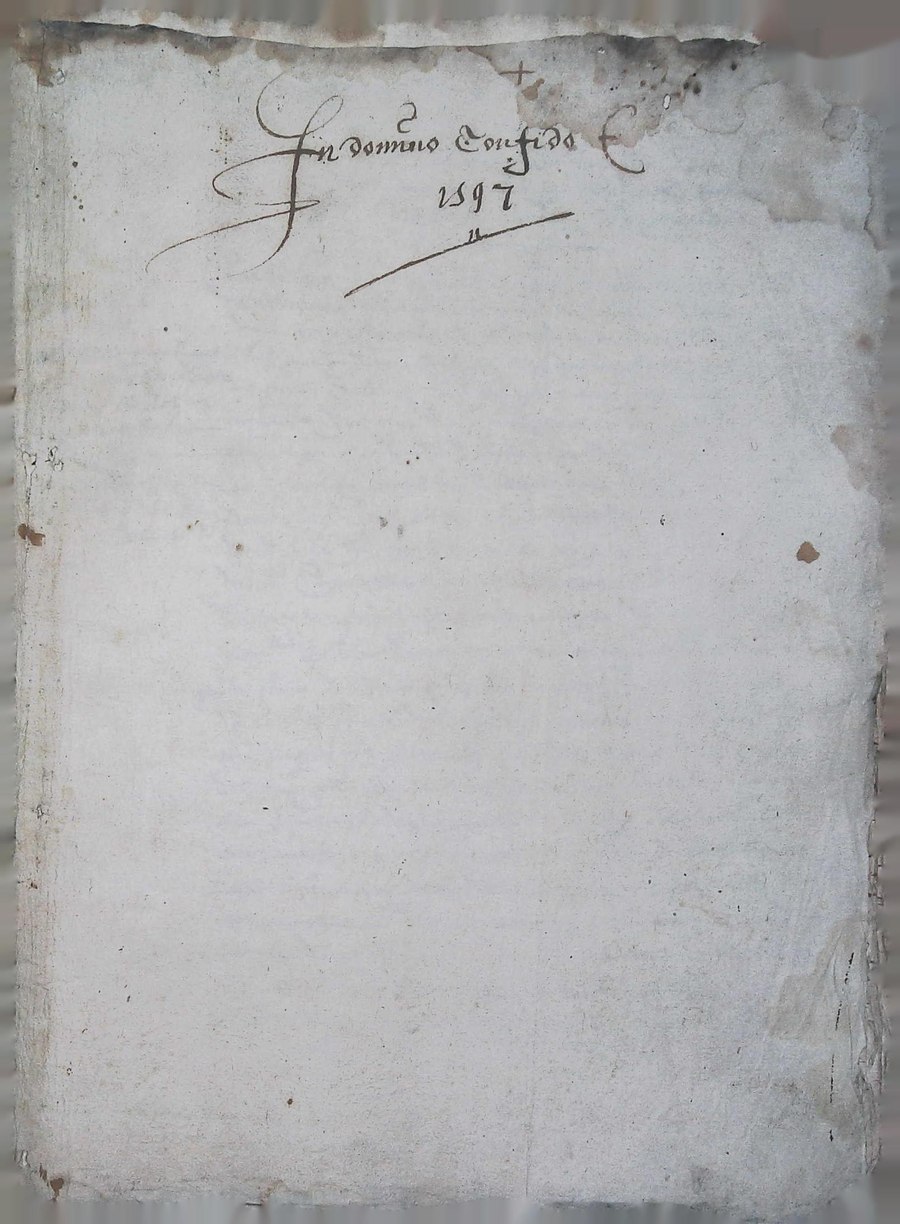 +
In domino Confido
1597